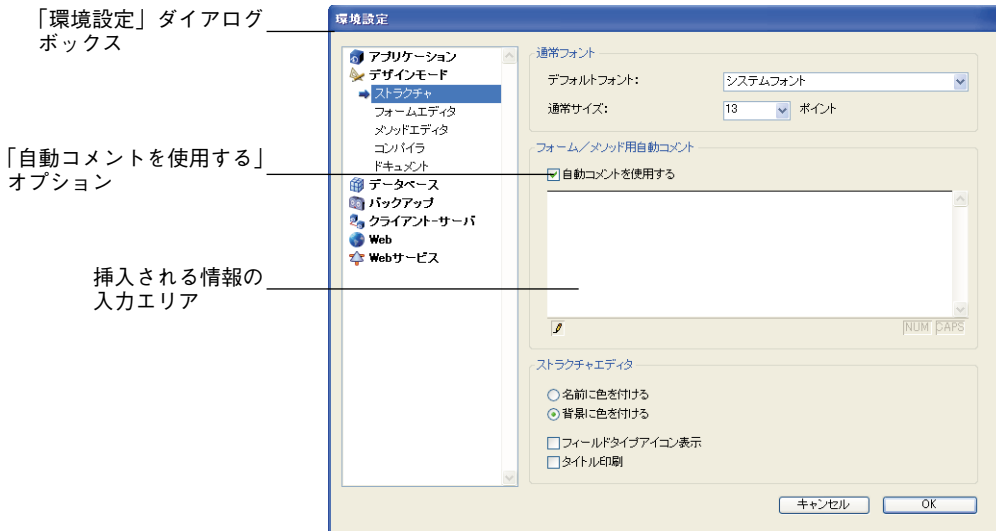 「環境設定」ダイアログ
ボックス
「自動コメントを使用する」
オプション
挿入される情報の
入力エリア
環境設定
アプリケーション
デザインモード
ストラクチャ
フォームエディタ
メソッドエディタ
コンパイラ
ドキュメント
データベース
バックアップ
クライアント-サーバ
Web
Webサービス
通常フォント
デフォルトフォント: システムフォント
通常サイズ: 13 ポイント
フォーム/メソッド用自動コメント
自動コメントを使用する
NUM CAPS
ストラクチャエディタ
名前に色を付ける
背景に色を付ける
フィールドタイプアイコン表示
タイトル印刷
キャンセル OK